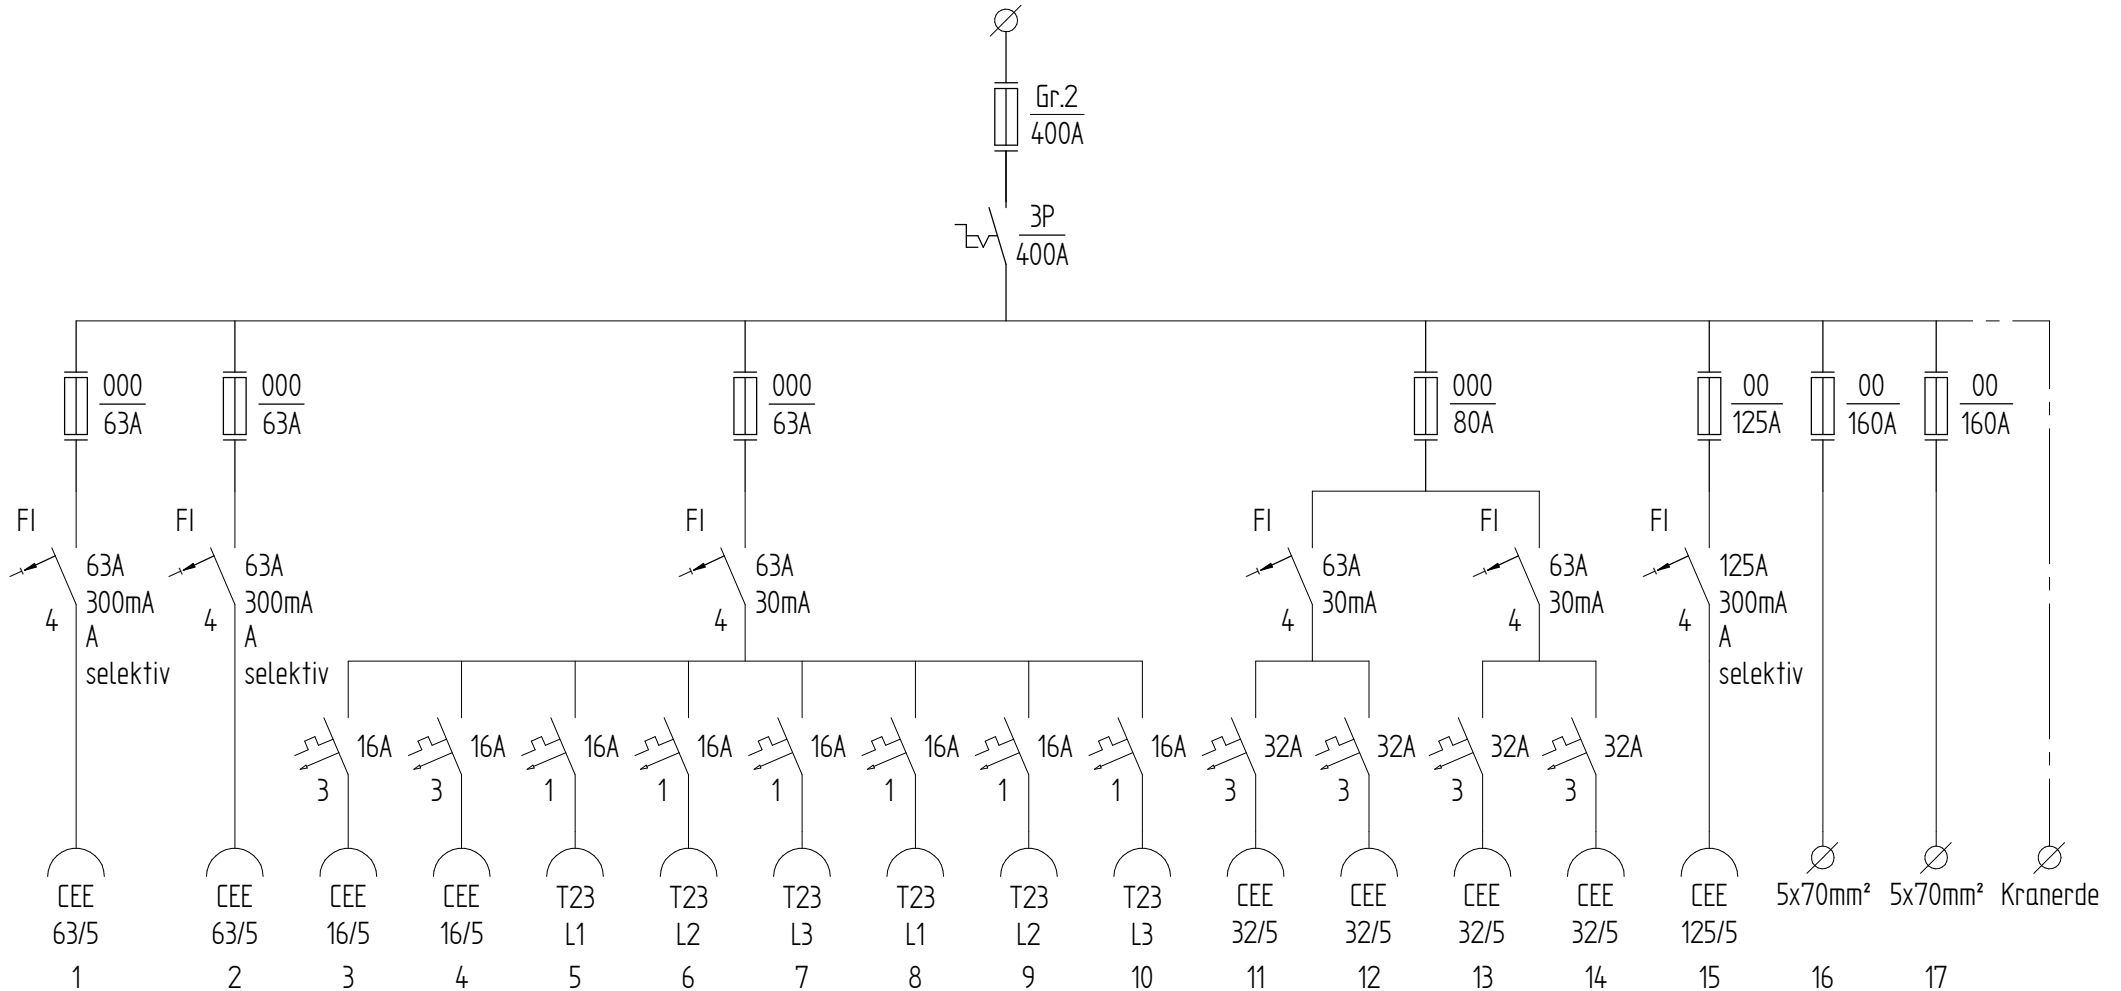 Gr.2
400A
3P
400A
000
63A
000
63A
000
63A
000
80A
00
125A
00
160A
00
160A
FI
63A
300mA
4
A
selektiv
FI
63A
300mA
4
A
selektiv
FI
63A
30mA
4
FI
63A
30mA
4
FI
63A
30mA
4
FI
125A
300mA
4
A
selektiv
16A
3
16A
3
16A
1
16A
1
16A
1
16A
1
16A
1
16A
1
32A
3
32A
3
32A
3
32A
3
CEE
63/5
1
CEE
63/5
2
CEE
16/5
3
CEE
16/5
4
T23
L1
5
T23
L2
6
T23
L3
7
T23
L1
8
T23
L2
9
T23
L3
10
CEE
32/5
11
CEE
32/5
12
CEE
32/5
13
CEE
32/5
14
CEE
125/5
15
5x70mm²
16
5x70mm²
17
Kranerde